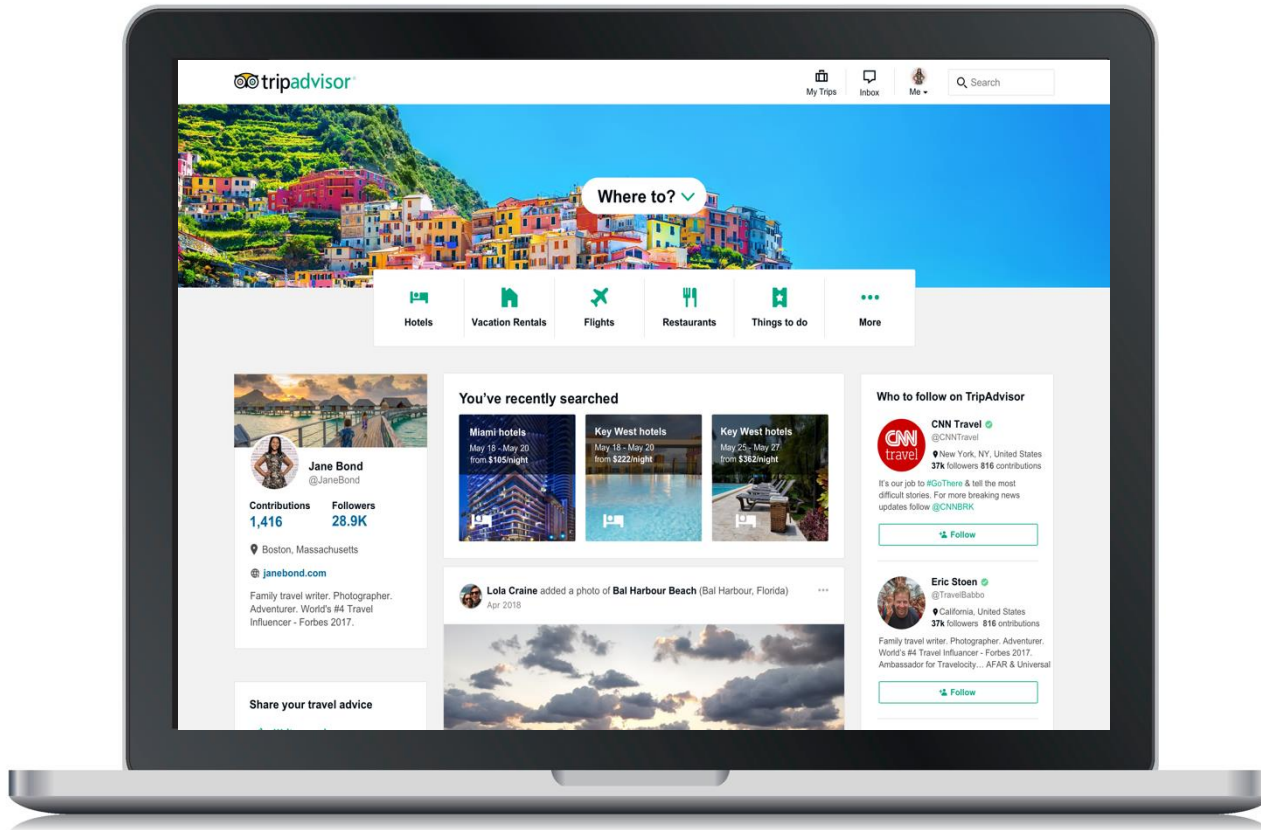 tripadvisor
My Trips
Inbox
Me
Search
Where to?
Hotels
Vacation Rentals
Flights
Restaurants
Things to do
More
Jane Bond
@JaneBond
Contributions Followers
1,416 28.9K
Boston, Massachusetts
janebond.com
Family travel writer. Photographer.
Adventurer. World's #4 Travel
Influencer - Forbes 2017.
Share your travel advice
You've recently searched
Miami hotels
May 18 - May 20
from $105/night
Key West hotels
May 18 - May 20
from $222/night
Key West hotels
May 25 - May 27
from $362/night
Lola Craine added a photo of Bal Harbour Beach (Bal Harbour, Florida)
Apr 2018
Who to follow on TripAdvisor
CNN
travel
CNN Travel
@CNNTravel
New York, NY, United States
37k followers 816 contributions
It's our job to #GoThere & tell the most
difficult stories. For more breaking news
updates follow @CNNBRK
Follow
Eric Stoen
@TravelBabbo
California, United States
37k followers 816 contributions
Family travel writer. Photographer. Adventurer.
World's #4 Travel Influancer - Forbes 2017.
Ambassador for Travelocity… AFAR & Universal
Follow